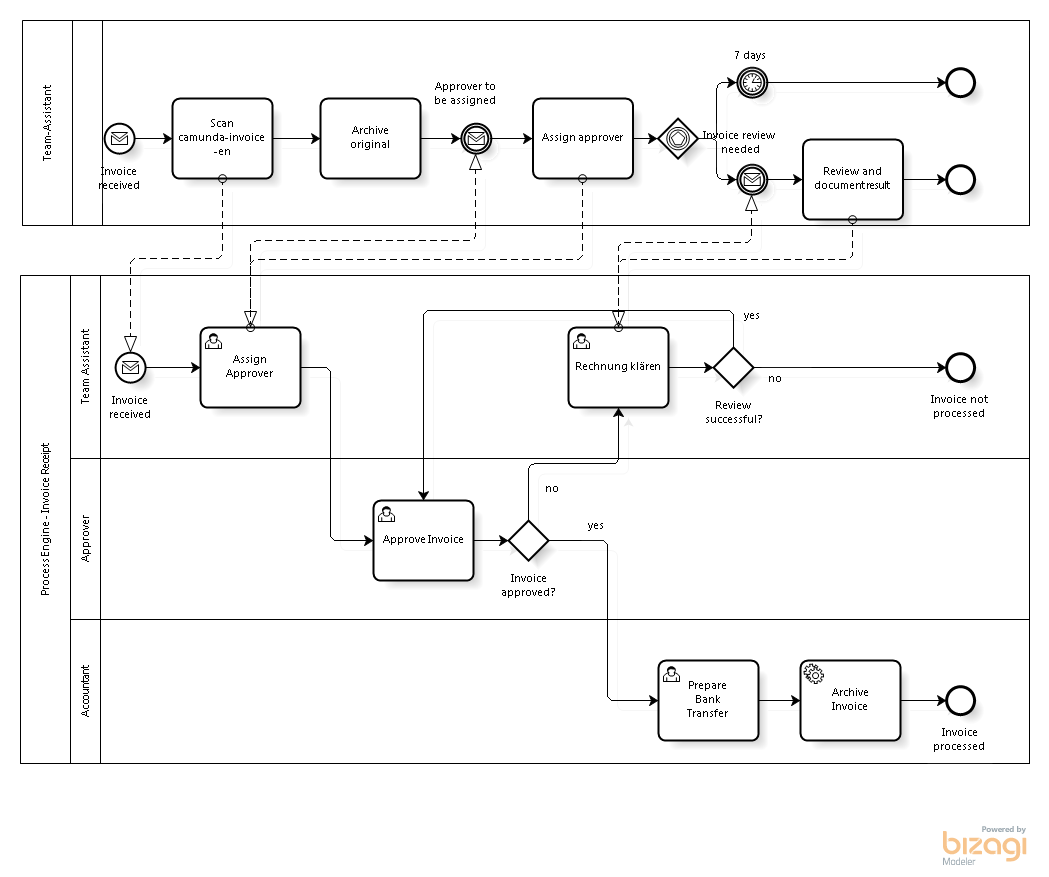 Team-Assistant
7 days
Approver to
be assigned
Scan
camunda-invoice
-en
Archive
original
Assign approver
Invoice review
needed
Invoice
received
Review and
documentresult
Process Engine - Invoice Receipt
Team Assistant
yes
Assign
Approver
Rechnung klären
no
Invoice
received
Review
successful?
Invoice not
processed
Approver
no
yes
Approve Invoice
Invoice
approved?
Accountant
Prepare
Bank
Transfer
Archive
Invoice
Invoice
processed
Powered by
bizagi
Modeler